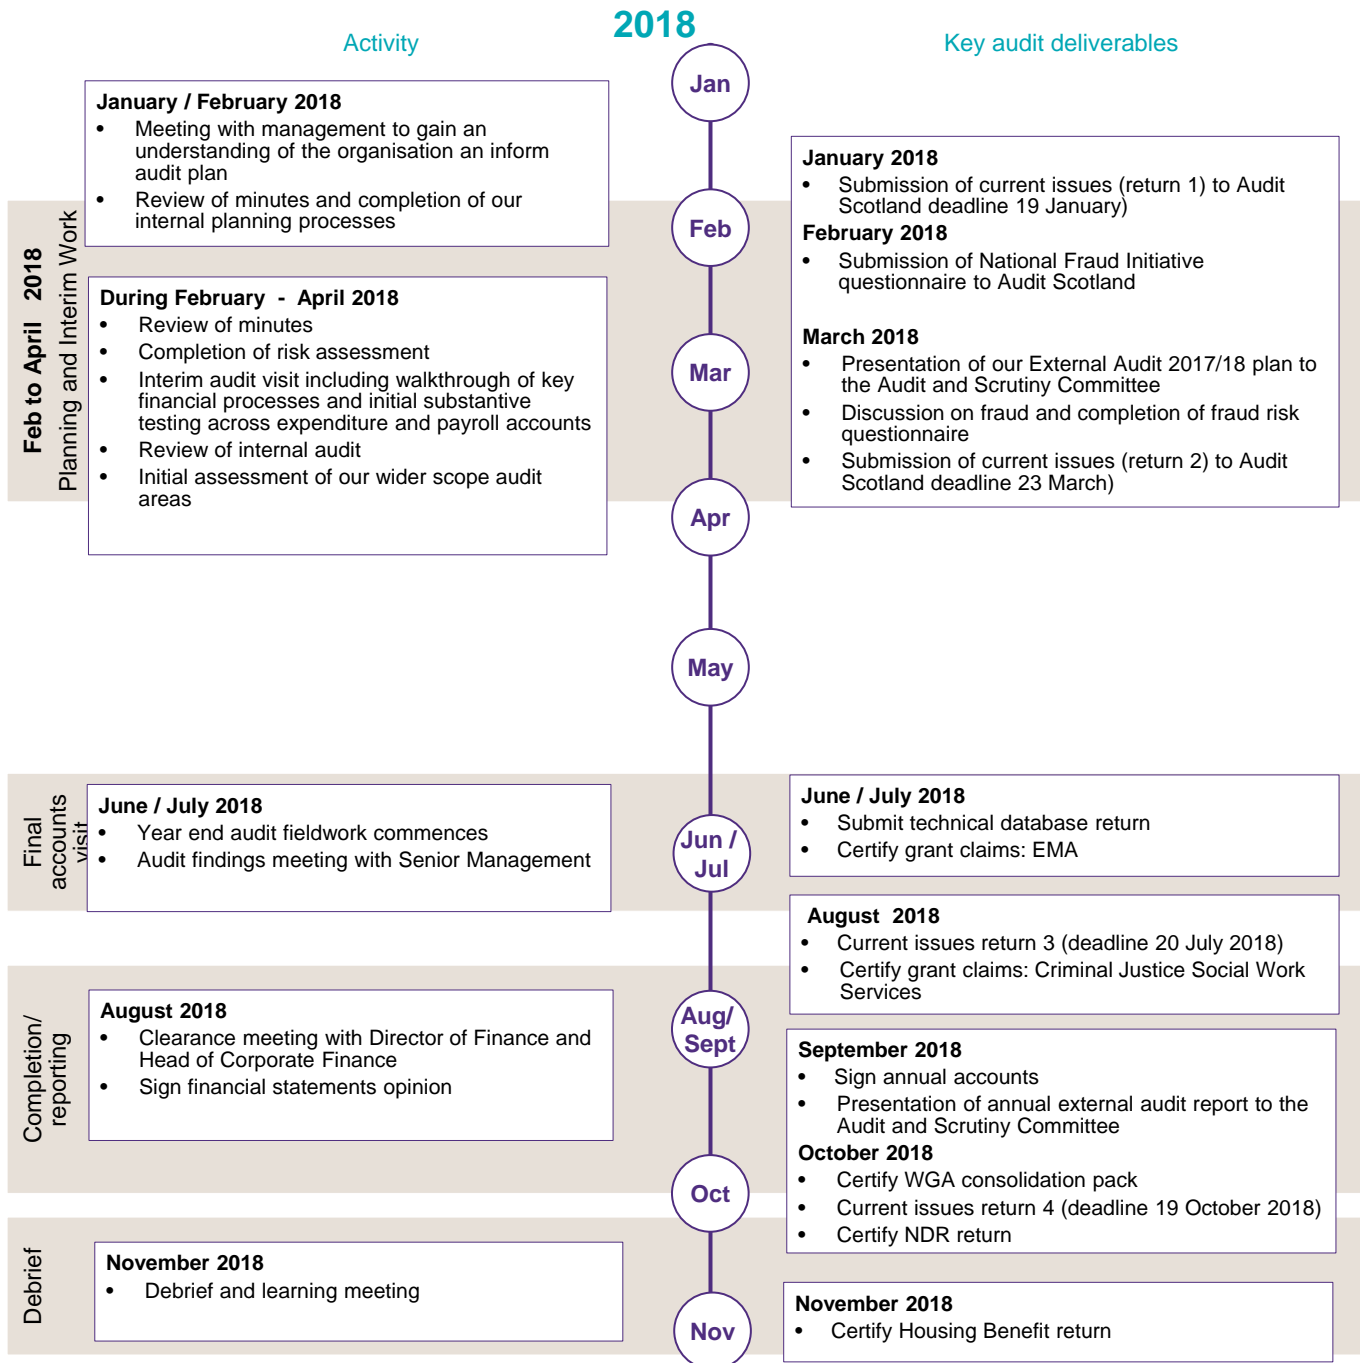 2018
Activity
Key audit deliverables
Feb to April 2018
Planning and Interim Work
January / February 2018
• Meeting with management to gain an
understanding of the organisation an inform
audit plan
• Review of minutes and completion of our
internal planning processes
During February - April 2018
• Review of minutes
• Completion of risk assessment
• Interim audit visit including walkthrough of key
financial processes and initial substantive
testing across expenditure and payroll accounts
• Review of internal audit
• Initial assessment of our wider scope audit
areas
Jan
Feb
Mar
Apr
May
Jun /
Jul
Aug/
Sept
Oct
Nov
January 2018
• Submission of current issues (return 1) to Audit
Scotland deadline 19 January)
February 2018
• Submission of National Fraud Initiative
questionnaire to Audit Scotland
March 2018
• Presentation of our External Audit 2017/18 plan to
the Audit and Scrutiny Committee
• Discussion on fraud and completion of fraud risk
questionnaire
• Submission of current issues (return 2) to Audit
Scotland deadline 23 March)
Final
accounts
visit
June / July 2018
• Year end audit fieldwork commences
• Audit findings meeting with Senior Management
June / July 2018
• Submit technical database return
• Certify grant claims: EMA
August 2018
• Current issues return 3 (deadline 20 July 2018)
• Certify grant claims: Criminal Justice Social Work
Services
Completion/
reporting
August 2018
• Clearance meeting with Director of Finance and
Head of Corporate Finance
• Sign financial statements opinion
September 2018
• Sign annual accounts
• Presentation of annual external audit report to the
Audit and Scrutiny Committee
October 2018
• Certify WGA consolidation pack
• Current issues return 4 (deadline 19 October 2018)
• Certify NDR return
Debrief
November 2018
• Debrief and learning meeting
November 2018
• Certify Housing Benefit return